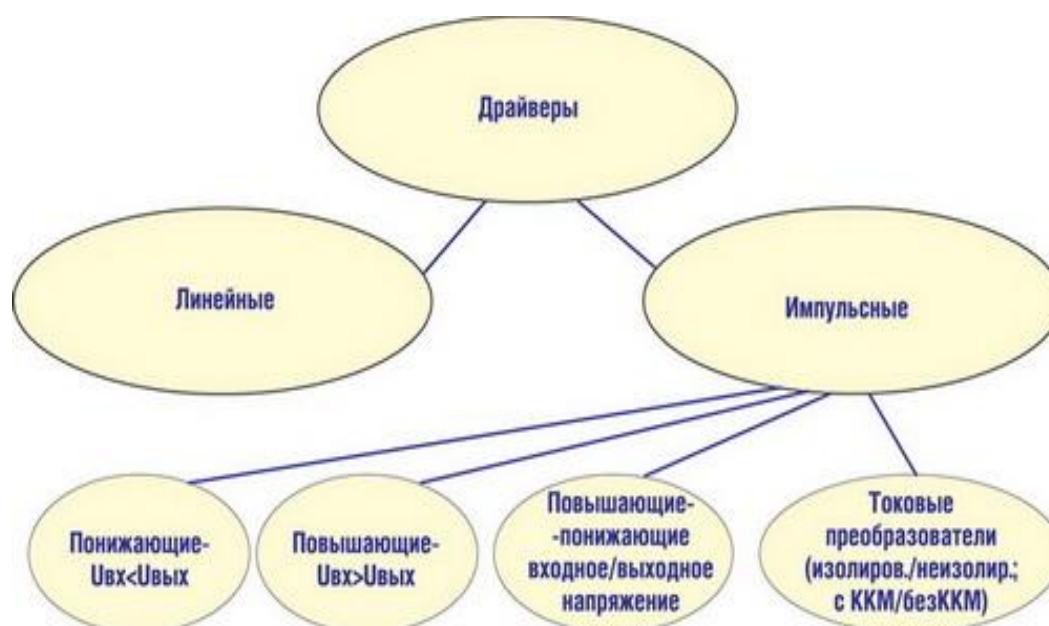 Драйверы
Линейные
Импульсные
Понижающие-
Uвх<Uвых
Повышающие-
Uвх>Uвых
Повышающие-
-понижающие
входное/выходное
напряжение
Токовые
преобразователи
(изолиров./неизолир.;
с ККМ/безККМ)